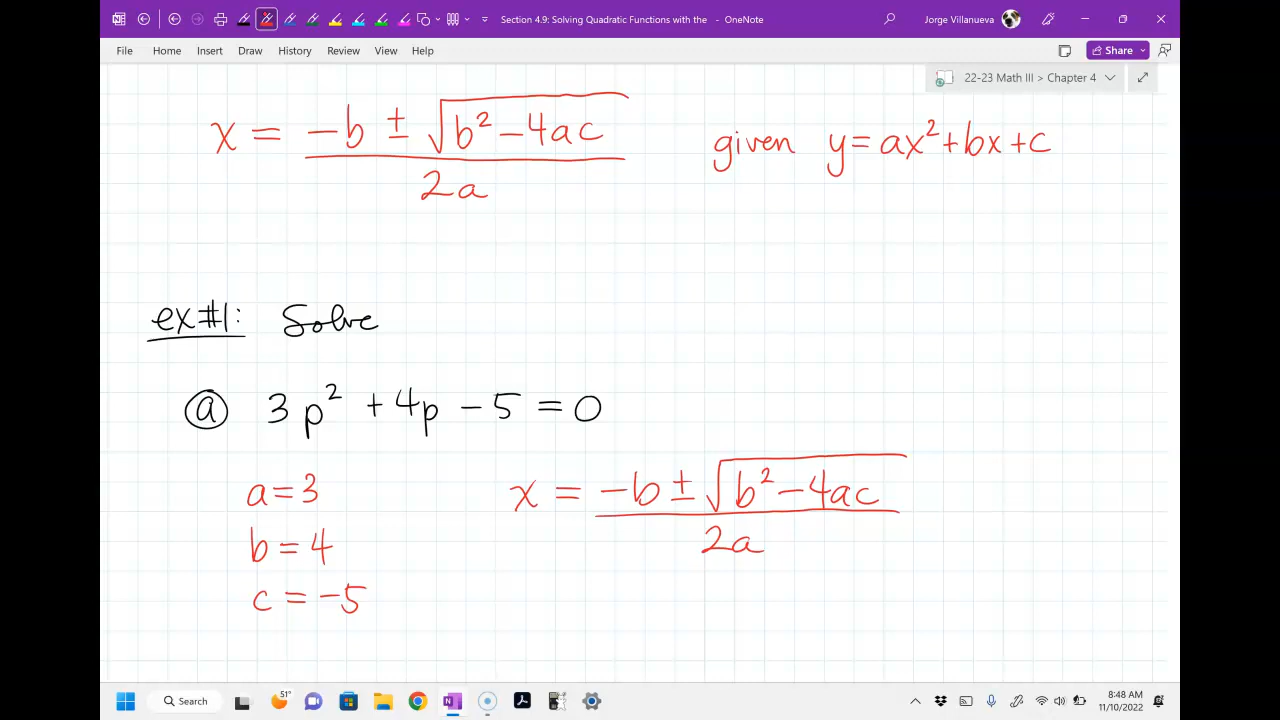 Section 4.9: Solving Quadratic Functions with the - OneNote
Jorge Villanueva
File Home Insert Draw History Review View Help
Share
22-23 Math III > Chapter 4
x = -b ± √b² - 4ac
2a
given y = ax² + bx + c
ex#1: Solve
ⓐ 3p² + 4p - 5 = 0
a = 3
b = 4
c = -5
x = -b ± √b² - 4ac
2a
51°
Search
8:48 AM
11/10/2022